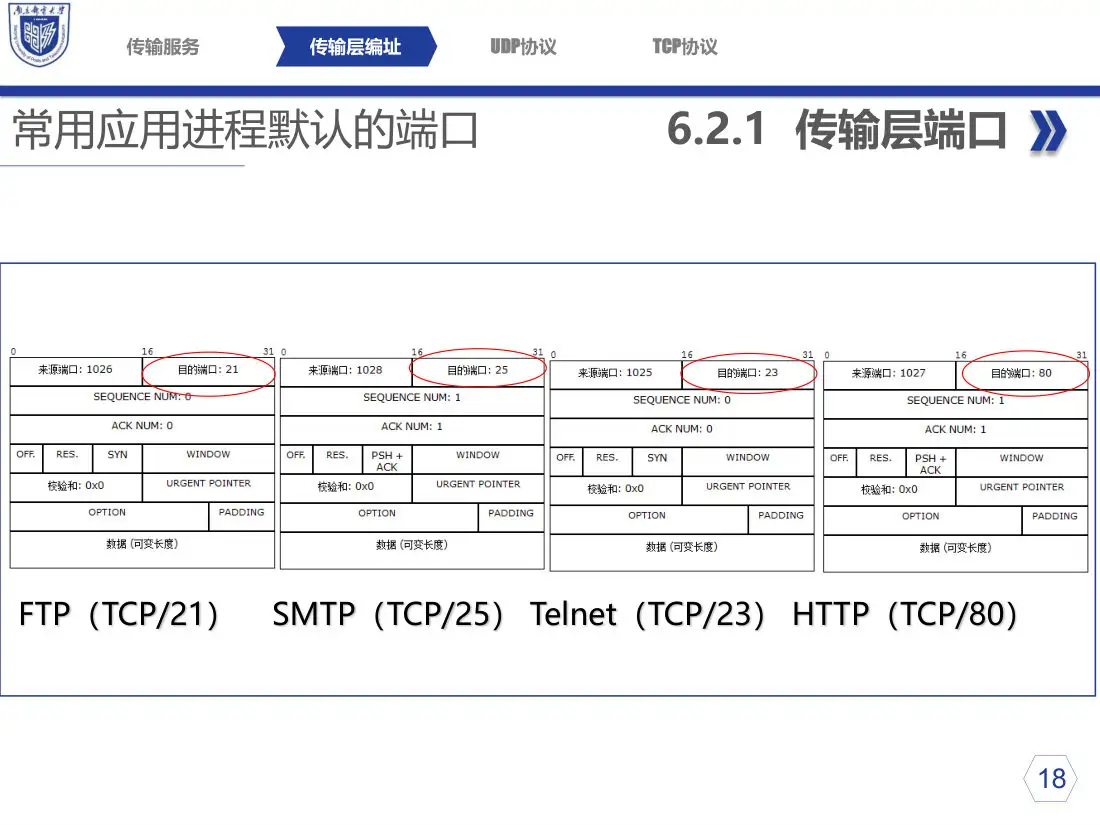 南京邮电大学
传输服务
传输层编址
UDP协议
TCP协议
常用应用进程默认的端口
6.2.1 传输层端口
0 16 31
来源端口: 1026 目的端口: 21
SEQUENCE NUM: 0
ACK NUM: 0
OFF. RES. SYN WINDOW
校验和: 0x0 URGENT POINTER
OPTION PADDING
数据 (可变长度)
0 16 31
来源端口: 1028 目的端口: 25
SEQUENCE NUM: 1
ACK NUM: 1
OFF. RES. PSH + WINDOW
ACK
校验和: 0x0 URGENT POINTER
OPTION PADDING
数据 (可变长度)
0 16 31
来源端口: 1025 目的端口: 23
SEQUENCE NUM: 0
ACK NUM: 0
OFF. RES. SYN WINDOW
校验和: 0x0 URGENT POINTER
OPTION PADDING
数据 (可变长度)
0 16 31
来源端口: 1027 目的端口: 80
SEQUENCE NUM: 1
ACK NUM: 1
OFF. RES. PSH + WINDOW
ACK
校验和: 0x0 URGENT POINTER
OPTION PADDING
数据 (可变长度)
FTP（TCP/21） SMTP（TCP/25） Telnet（TCP/23） HTTP（TCP/80）
18